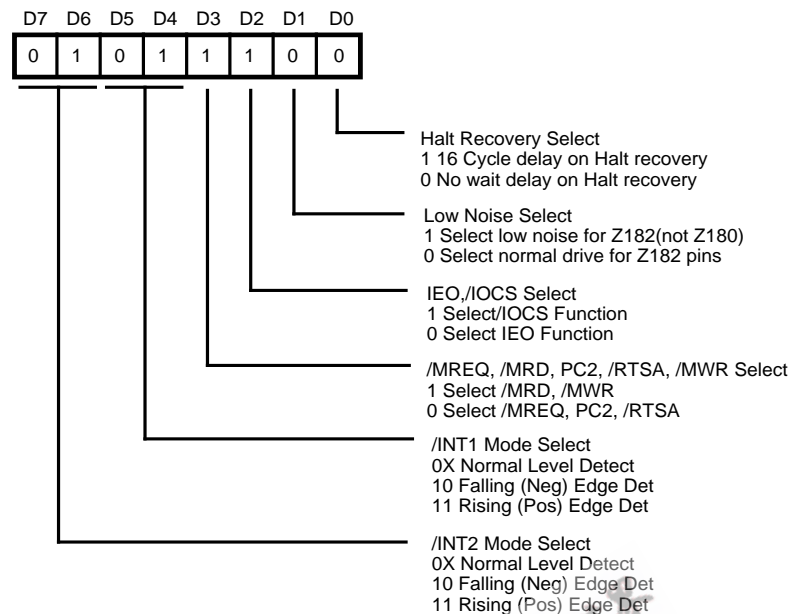 D7 D6 D5 D4 D3 D2 D1 D0
0 1 0 1 1 1 0 0
Halt Recovery Select
1 16 Cycle delay on Halt recovery
0 No wait delay on Halt recovery
Low Noise Select
1 Select low noise for Z182(not Z180)
0 Select normal drive for Z182 pins
IEO,/IOCS Select
1 Select/IOCS Function
0 Select IEO Function
/MREQ, /MRD, PC2, /RTSA, /MWR Select
1 Select /MRD, /MWR
0 Select /MREQ, PC2, /RTSA
/INT1 Mode Select
0X Normal Level Detect
10 Falling (Neg) Edge Det
11 Rising (Pos) Edge Det
/INT2 Mode Select
0X Normal Level Detect
10 Falling (Neg) Edge Det
11 Rising (Pos) Edge Det